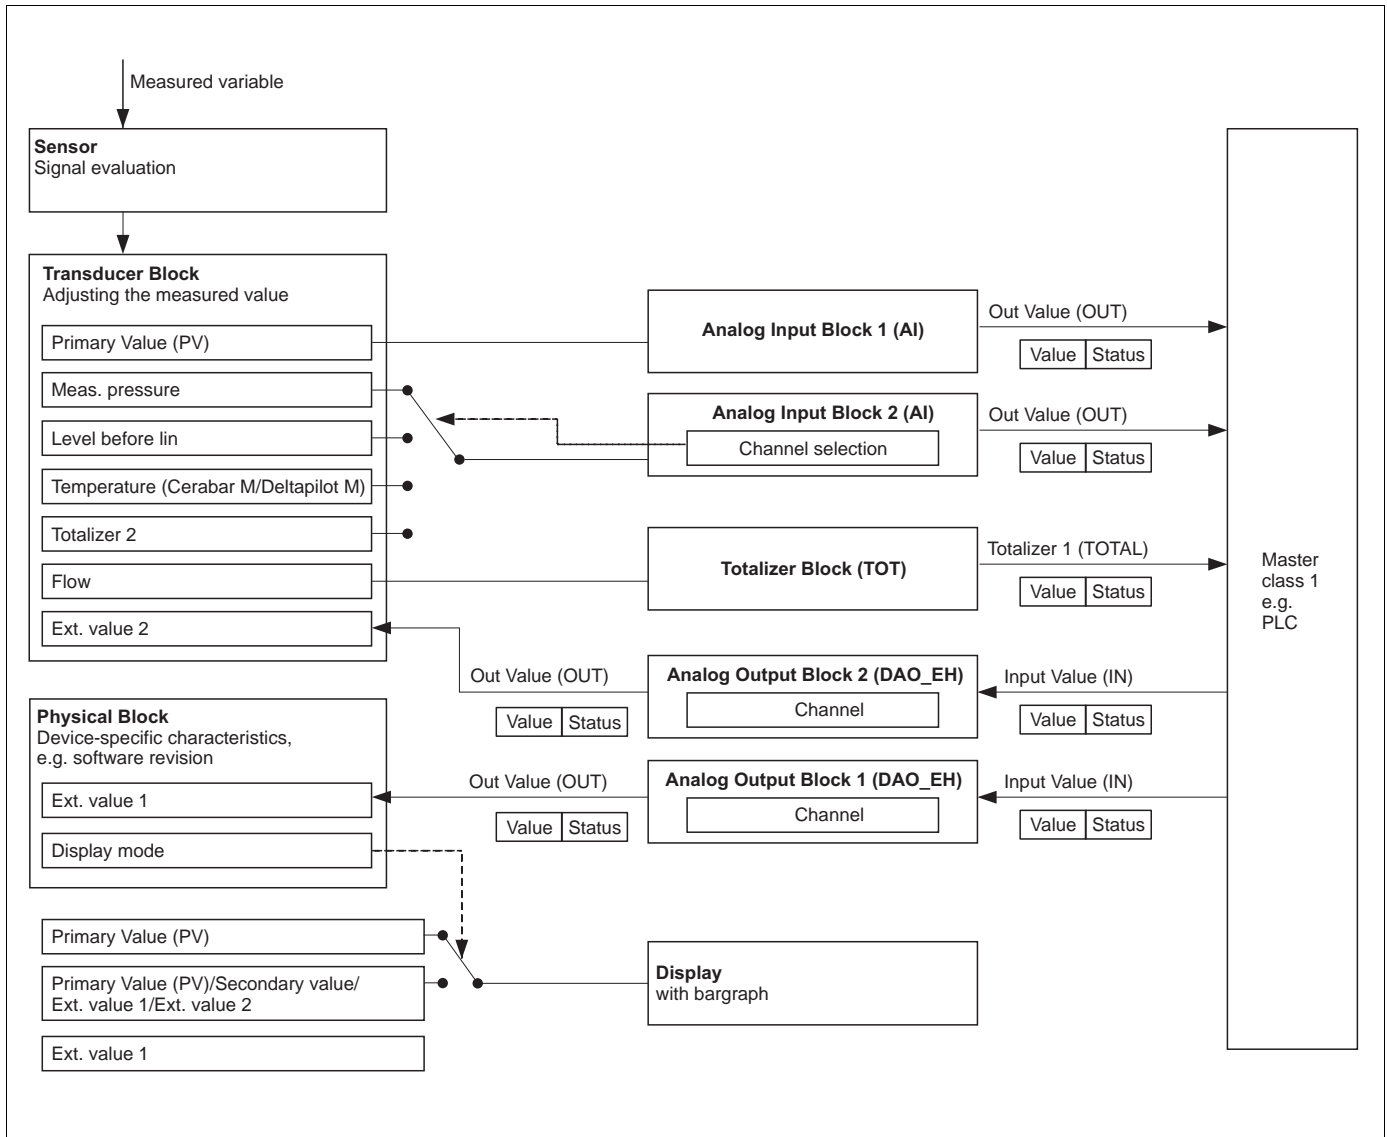 Measured variable
Sensor
Signal evaluation
Transducer Block
Adjusting the measured value
Primary Value (PV)
Meas. pressure
Level before lin
Temperature (Cerabar M/Deltapilot M)
Totalizer 2
Flow
Ext. value 2
Analog Input Block 1 (AI)
Out Value (OUT)
Value Status
Analog Input Block 2 (AI)
Channel selection
Out Value (OUT)
Value Status
Totalizer Block (TOT)
Totalizer 1 (TOTAL)
Value Status
Master
class 1
e.g.
PLC
Out Value (OUT)
Value Status
Analog Output Block 2 (DAO_EH)
Channel
Input Value (IN)
Value Status
Physical Block
Device-specific characteristics,
e.g. software revision
Ext. value 1
Display mode
Out Value (OUT)
Value Status
Analog Output Block 1 (DAO_EH)
Channel
Input Value (IN)
Value Status
Primary Value (PV)
Primary Value (PV)/Secondary value/
Ext. value 1/Ext. value 2
Ext. value 1
Display
with bargraph